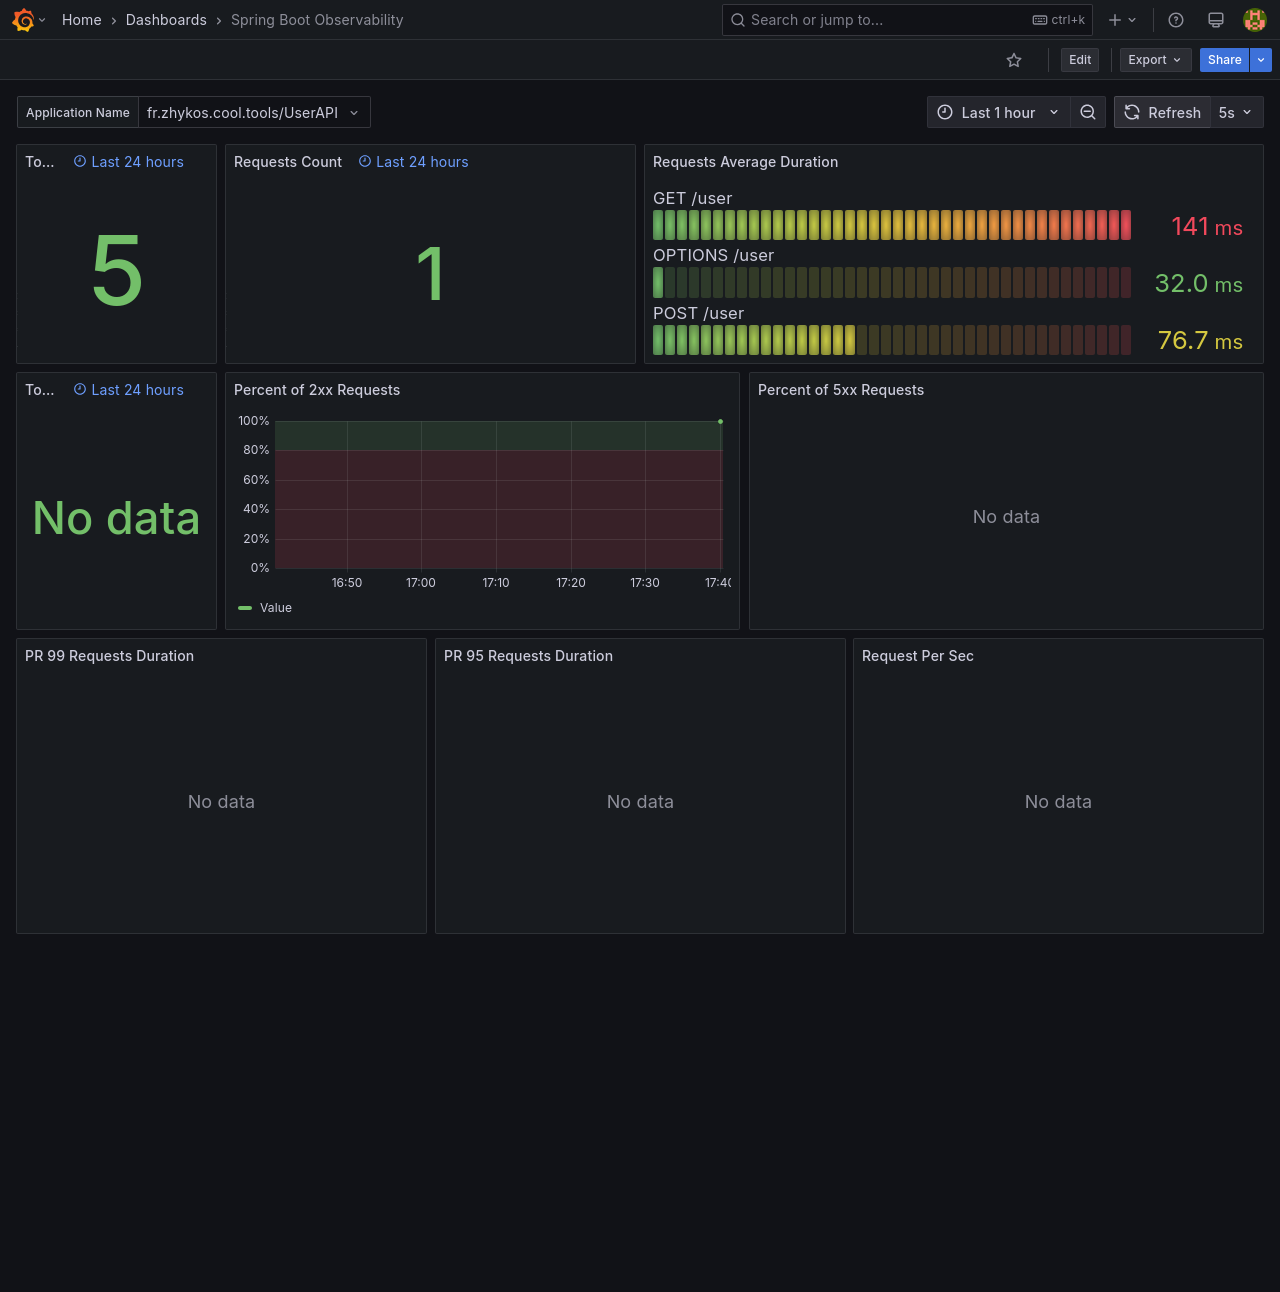 Home > Dashboards > Spring Boot Observability
Search or jump to...
ctrl+k
Edit
Export
Share
Application Name
fr.zhykos.cool.tools/UserAPI
Last 1 hour
Refresh
5s
To...
Last 24 hours
5
Requests Count
Last 24 hours
1
Requests Average Duration
GET /user
141 ms
OPTIONS /user
32.0 ms
POST /user
76.7 ms
To...
Last 24 hours
No data
Percent of 2xx Requests
100%
80%
60%
40%
20%
0%
16:50 17:00 17:10 17:20 17:30 17:40
Value
Percent of 5xx Requests
No data
PR 99 Requests Duration
No data
PR 95 Requests Duration
No data
Request Per Sec
No data